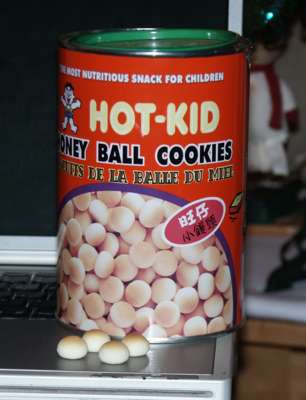 THE MOST NUTRITIOUS SNACK FOR CHILDREN
HOT-KID
HONEY BALL COOKIES
BISCUITS DE LA BALLE DU MIEL
旺仔
小饅頭